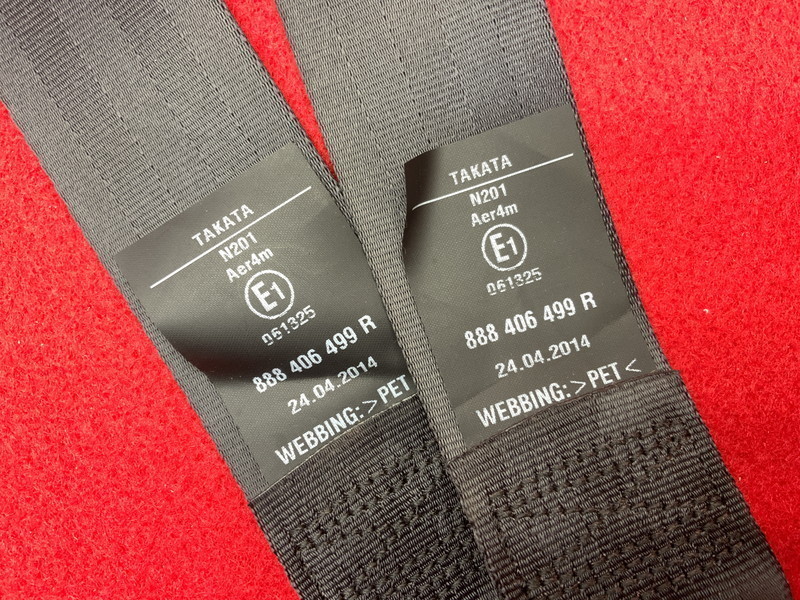 TAKATA
N201
Aer4m
E1
061325
888 406 499 R
24.04.2014
WEBBING: >PET
TAKATA
N201
Aer4m
E1
061325
888 406 499 R
24.04.2014
WEBBING: >PET<